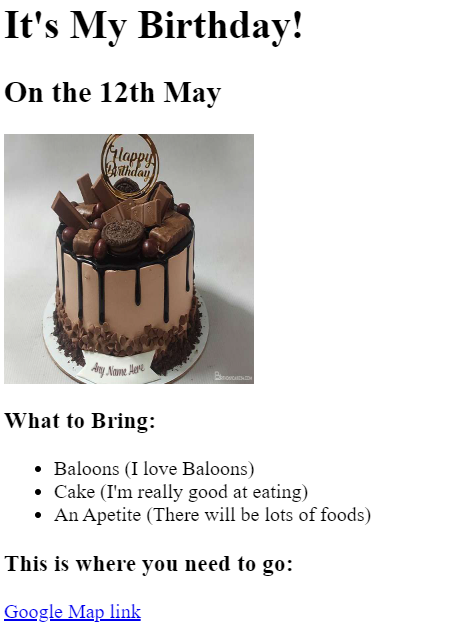 It's My Birthday!
On the 12th May
Happy
Birthday
Any Name Here
What to Bring:
Baloons (I love Baloons)
Cake (I'm really good at eating)
An Apetite (There will be lots of foods)
This is where you need to go:
Google Map link